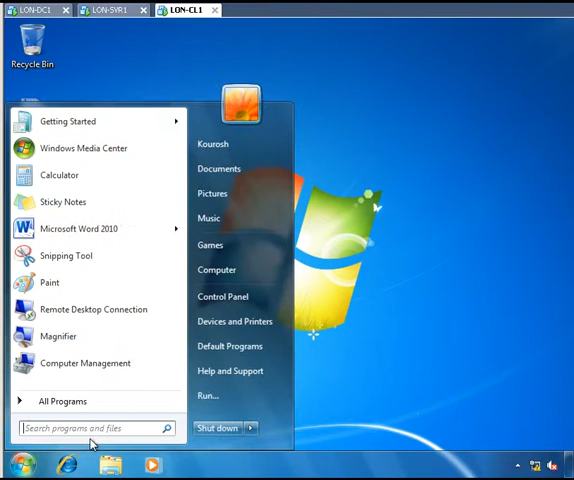 LON-DC1
LON-SVR1
LON-CL1
Recycle Bin
Getting Started
Windows Media Center
Calculator
Sticky Notes
Microsoft Word 2010
Snipping Tool
Paint
Remote Desktop Connection
Magnifier
Computer Management
All Programs
Search programs and files
Kourosh
Documents
Pictures
Music
Games
Computer
Control Panel
Devices and Printers
Default Programs
Help and Support
Run...
Shut down